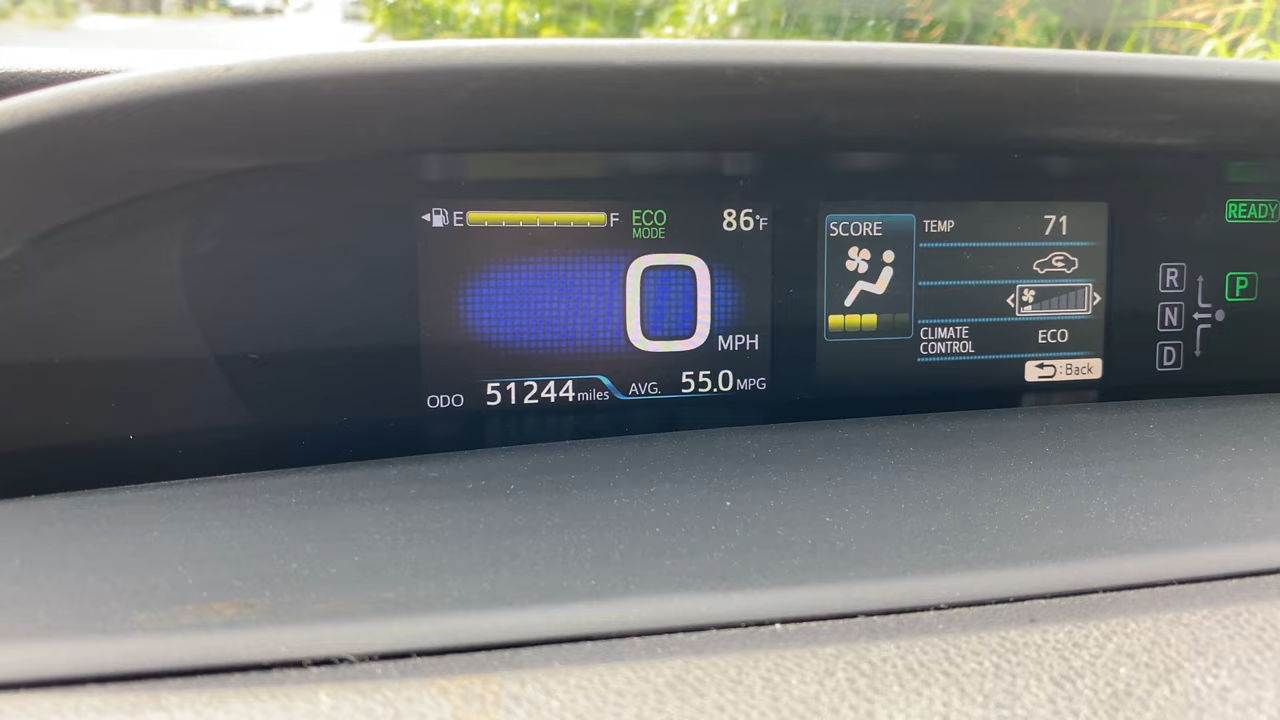 E F ECO MODE 86°F
0 MPH
ODO 51244 miles AVG. 55.0 MPG
SCORE
TEMP 71
CLIMATE CONTROL ECO
:Back
READY
R
N
D
P